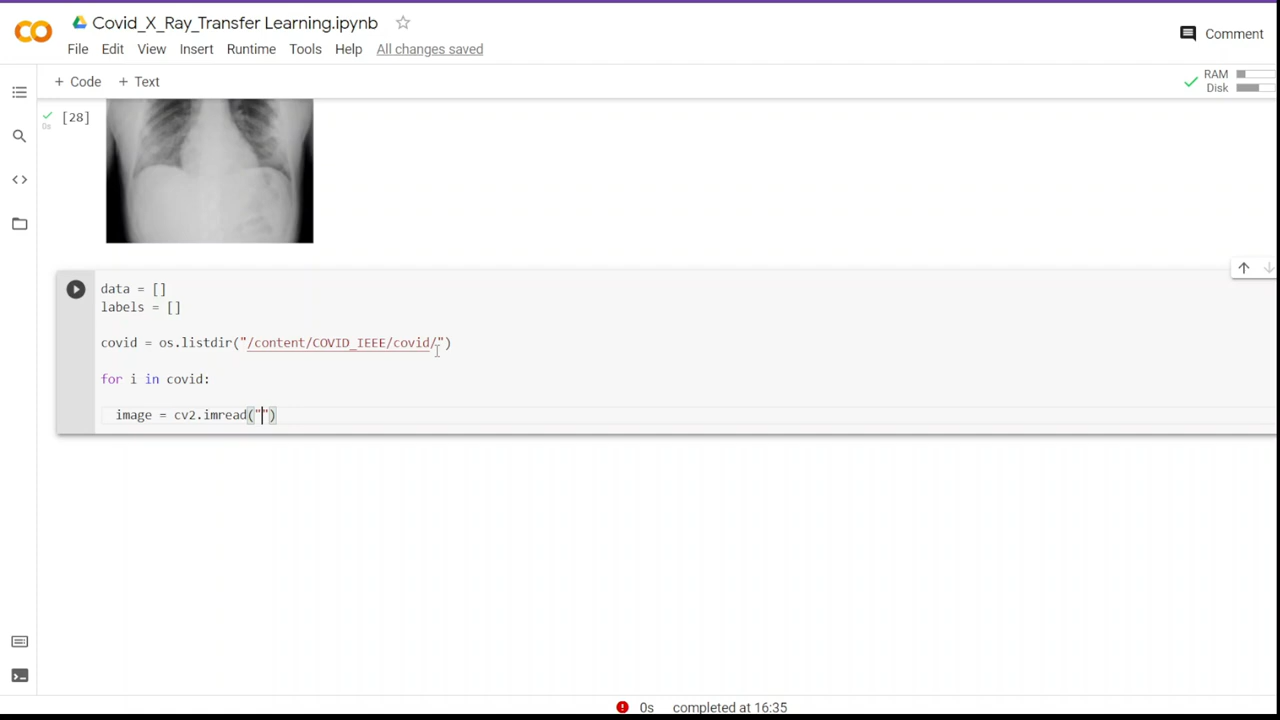 Covid_X_Ray_Transfer Learning.ipynb
Comment
File Edit View Insert Runtime Tools Help All changes saved
+ Code + Text
RAM
Disk
[28]
0s
data = []
labels = []
covid = os.listdir("/content/COVID_IEEE/covid/")
for i in covid:
image = cv2.imread("")
0s completed at 16:35